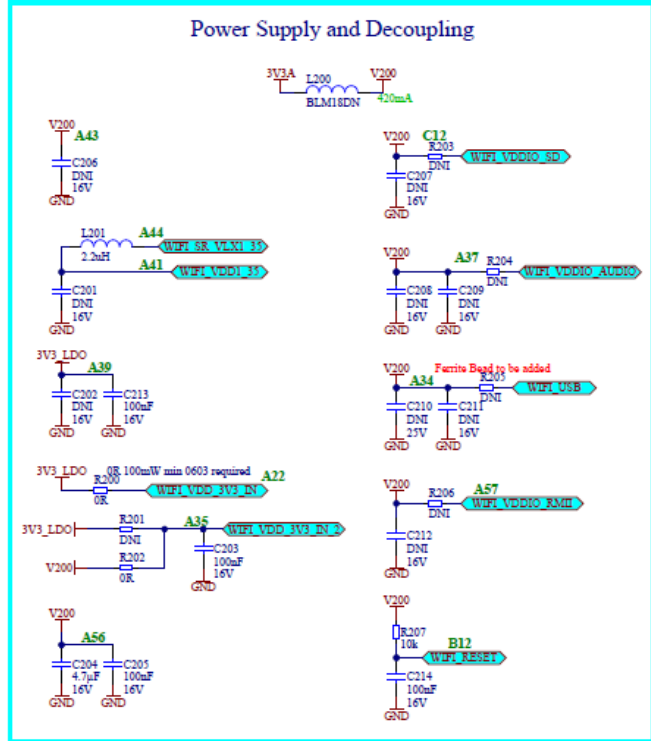 Power Supply and Decoupling
3V3A L200 V200
BLM18DN 420mA
V200 A43
C206
DNI
16V
GND
L201 A44
2.2uH WIFI_SR_VLX1_35
A41
WIFI_VDD1_35
C201
DNI
16V
GND
3V3_LDO
A39
C202 C213
DNI 100nF
16V 16V
GND GND
3V3_LDO 0R 100mW min 0603 required
R200 A22
0R WIFI_VDD_3V3_IN
R201 A35
3V3_LDO WIFI_VDD_3V3_IN_2
DNI
R202 C203
V200 100nF
0R 16V
GND
V200
A56
C204 C205
4.7µF 100nF
16V 16V
GND GND
V200 C12
R203
WIFI_VDDIO_SD
C207 DNI
DNI
16V
GND
V200 A37
R204
WIFI_VDDIO_AUDIO
DNI
C208 C209
DNI DNI
16V 16V
GND GND
V200 Ferrite Bead to be added
A34 R205
WIFI_USB
DNI
C210 C211
DNI DNI
25V 16V
GND GND
V200
R206 A57
WIFI_VDDIO_RMII
DNI
C212
DNI
16V
GND
V200
R207
10k B12
WIFI_RESET
C214
100nF
16V
GND